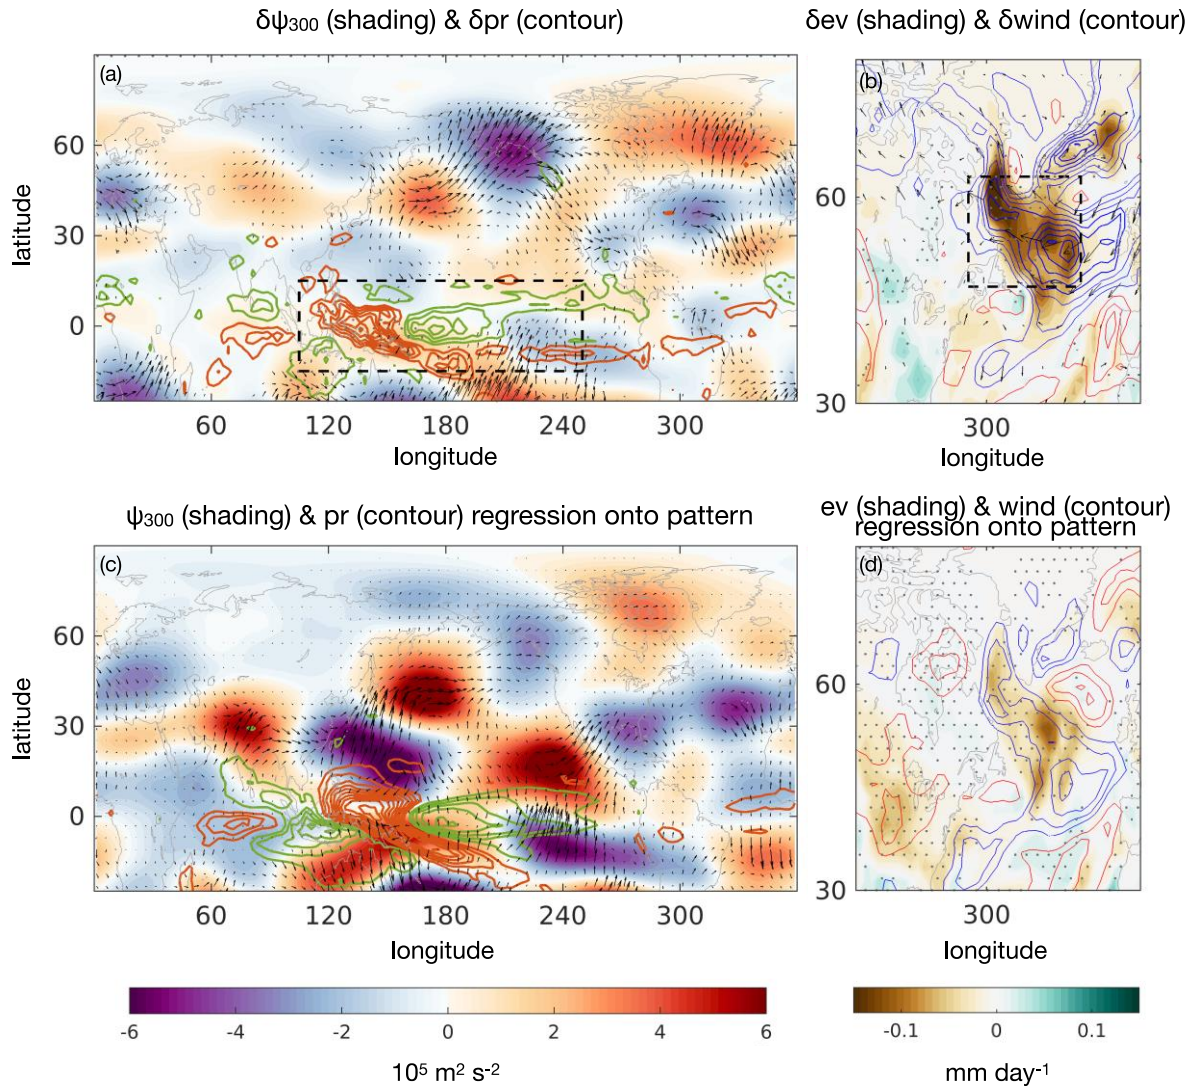 δψ₃₀₀ (shading) & δpr (contour)
δev (shading) & δwind (contour)
(a)
60
30
0
latitude
60
120
180
240
300
longitude
(b)
60
30
300
longitude
ψ₃₀₀ (shading) & pr (contour) regression onto pattern
ev (shading) & wind (contour)
regression onto pattern
(c)
60
30
0
latitude
60
120
180
240
300
longitude
(d)
60
30
300
longitude
-6
-4
-2
0
2
4
6
10⁵ m² s⁻²
-0.1
0
0.1
mm day⁻¹